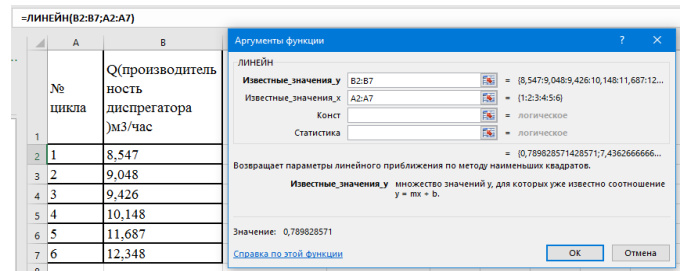 =ЛИНЕЙН(B2:B7;A2:A7)
A B
1 № цикла Q(производитель ность диспрегатора )м3/час
2 1 8,547
3 2 9,048
4 3 9,426
5 4 10,148
6 5 11,687
7 6 12,348
Аргументы функции ? ×
ЛИНЕЙН
Известные_значения_y B2:B7 = {8,547:9,048:9,426:10,148:11,687:12...
Известные_значения_x A2:A7 = {1:2:3:4:5:6}
Конст = логическое
Статистика = логическое
= {0,789828571428571;7,4362666666...
Возвращает параметры линейного приближения по методу наименьших квадратов.
Известные_значения_y множество значений y, для которых уже известно соотношение
y = mx + b.
Значение: 0,789828571
Справка по этой функции
OK Отмена